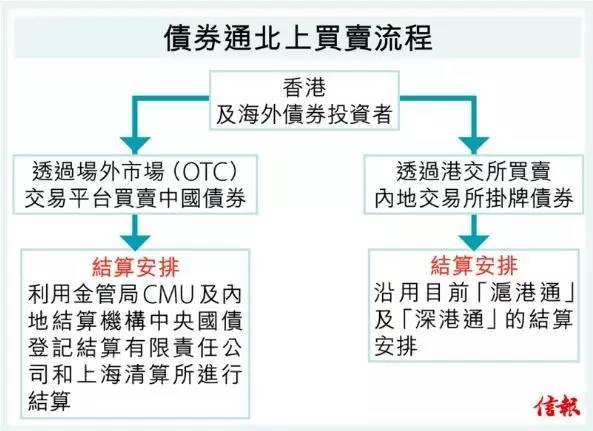 債券通北上買賣流程
香港
及海外債券投資者
透過場外市場（OTC）
交易平台買賣中國債券
透過港交所買賣
內地交易所掛牌債券
結算安排
利用金管局CMU及內
地結算機構中央國債
登記結算有限責任公
司和上海清算所進行
結算
結算安排
沿用目前「滬港通」
及「深港通」的結算
安排
信報